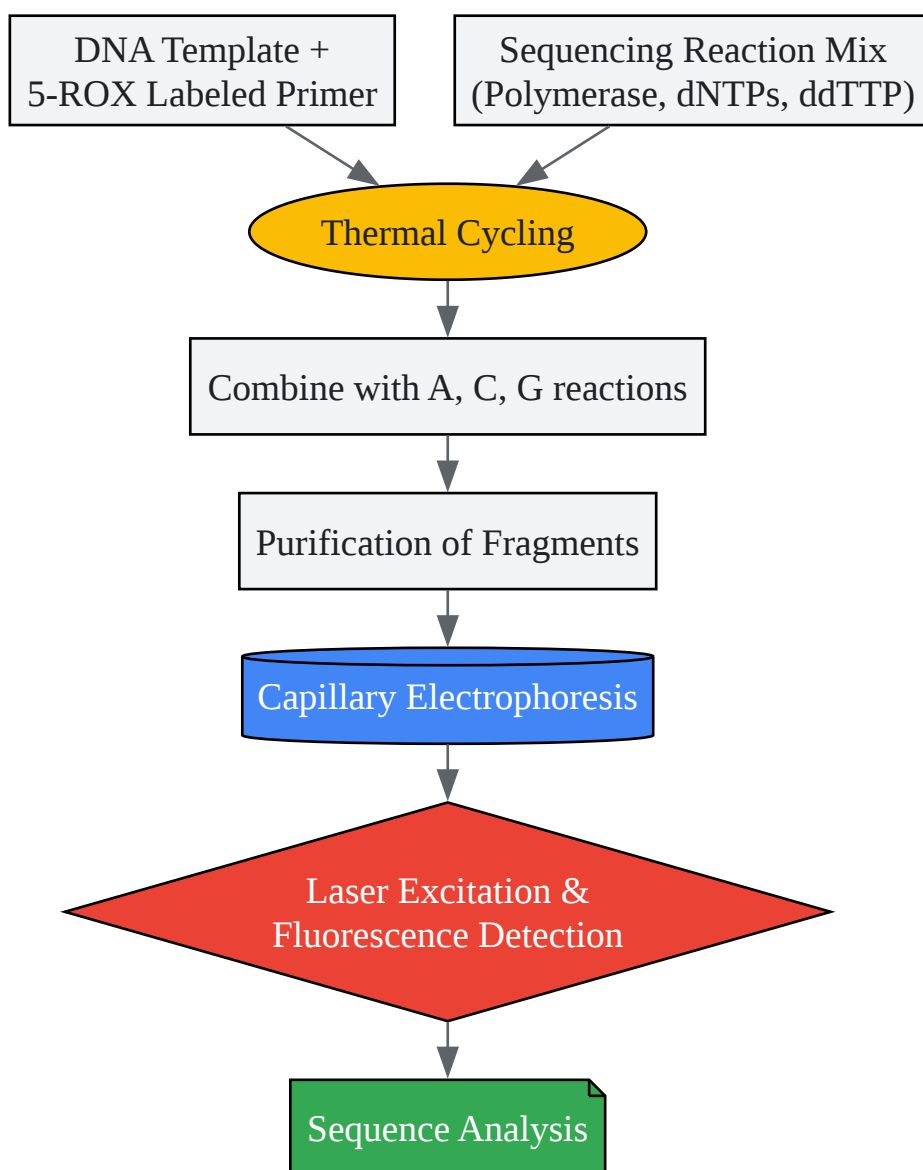 DNA Template +
5-ROX Labeled Primer
Sequencing Reaction Mix
(Polymerase, dNTPs, ddTTP)
Thermal Cycling
Combine with A, C, G reactions
Purification of Fragments
Capillary Electrophoresis
Laser Excitation &
Fluorescence Detection
Sequence Analysis